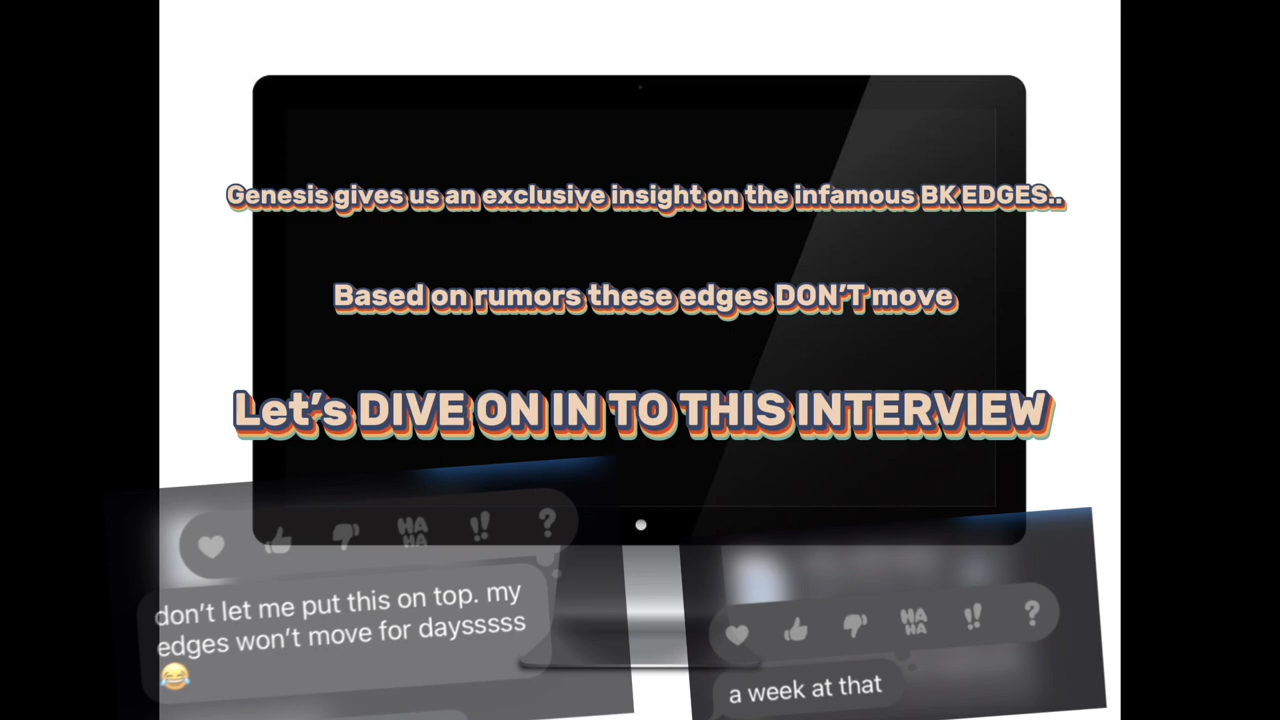 Genesis gives us an exclusive insight on the infamous BK EDGES..
Based on rumors these edges DON'T move
Let's DIVE ON IN TO THIS INTERVIEW
HA
HA
!!
?
don't let me put this on top. my
edges won't move for daysssss
😂
HA
HA
!!
?
a week at that